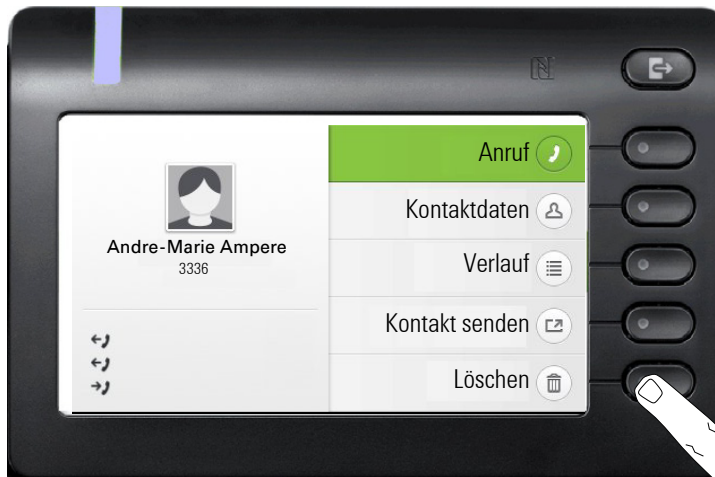 Andre-Marie Ampere
3336
Anruf
Kontaktdaten
Verlauf
Kontakt senden
Löschen